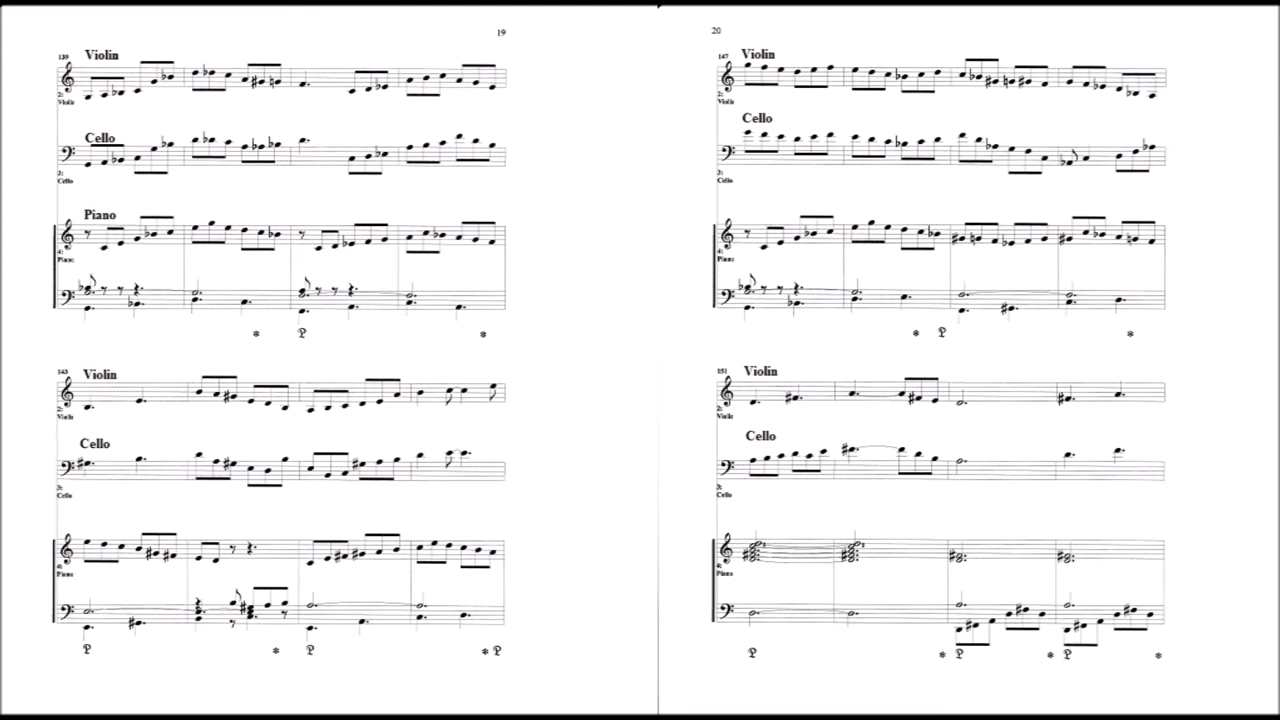 19
139
Violin
2:
Violin
Cello
3:
Cello
Piano
4:
Piano
143
Violin
2:
Violin
Cello
3:
Cello
4:
Piano
20
147
Violin
2:
Violin
Cello
3:
Cello
4:
Piano
151
Violin
2:
Violin
Cello
3:
Cello
4:
Piano